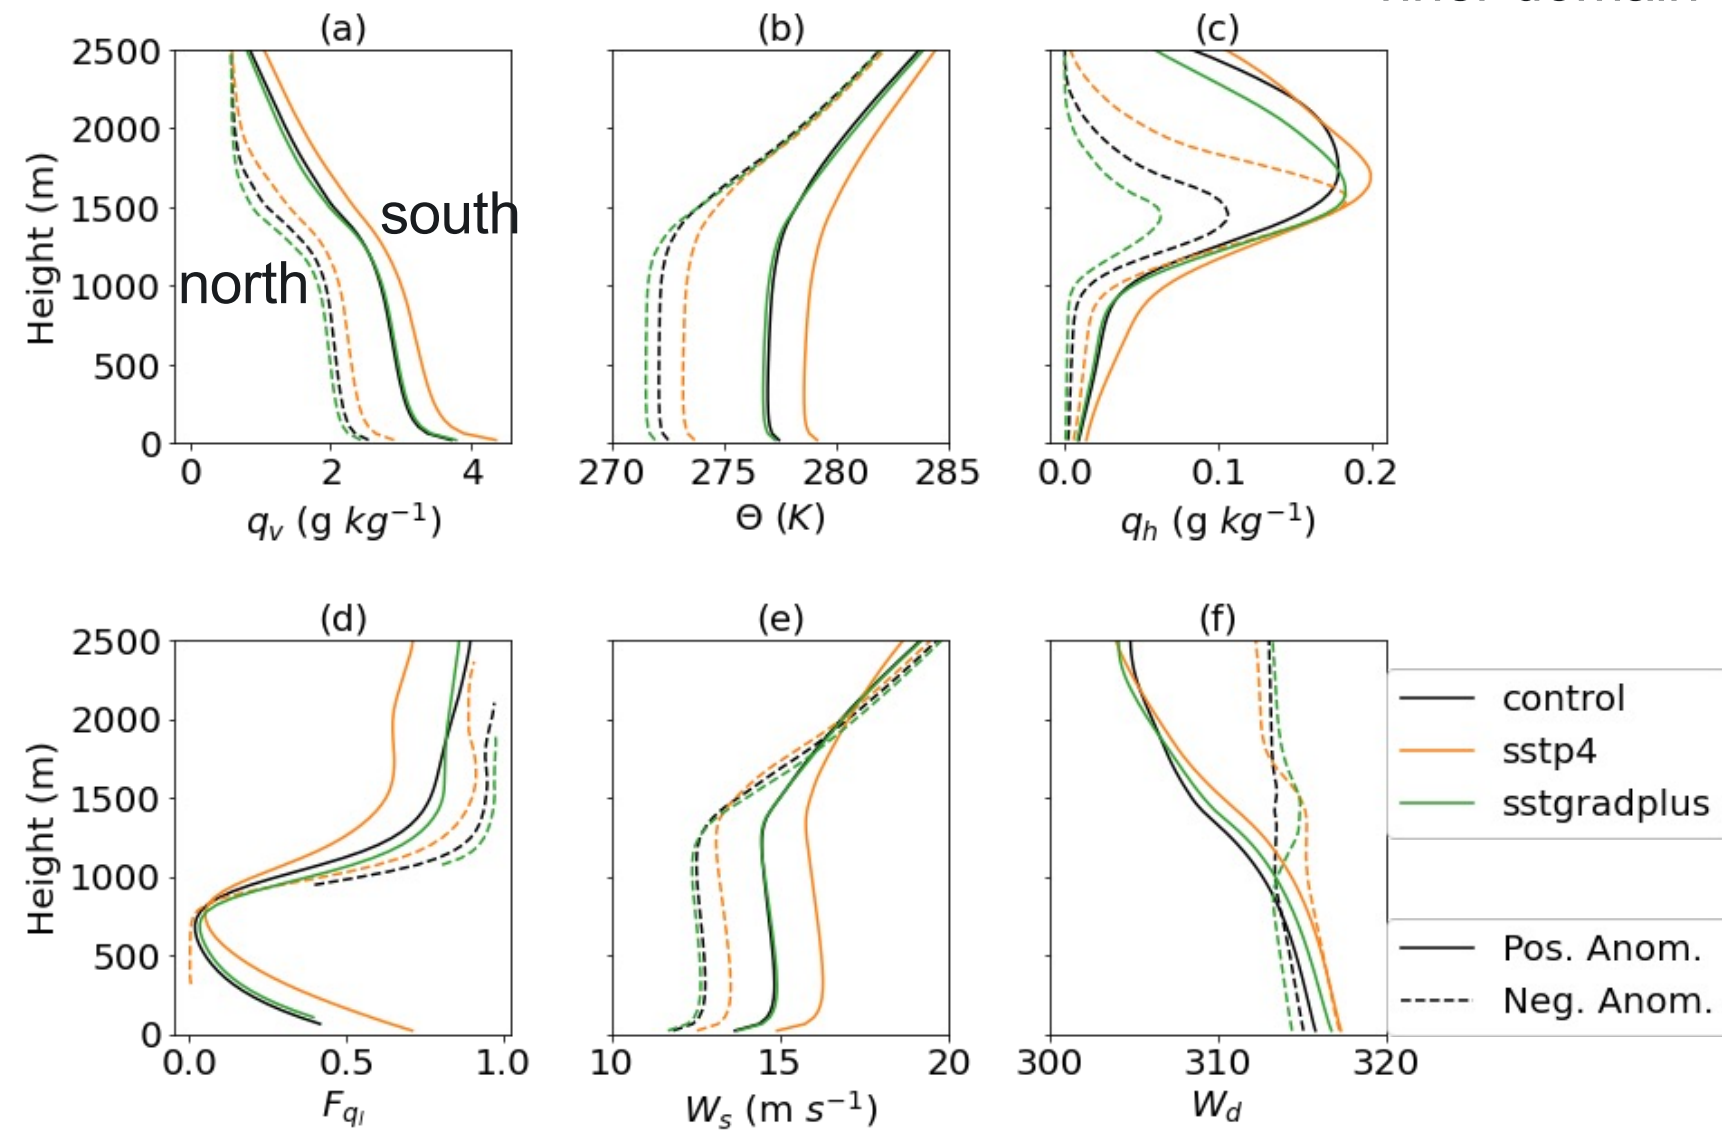 (a) (b) (c)
2500
2000
1500
1000
500
0
Height (m)
south
north
0 2 4
270 275 280 285
0.0 0.1 0.2
q_v (g kg⁻¹)
Θ (K)
q_h (g kg⁻¹)
(d) (e) (f)
2500
2000
1500
1000
500
0
Height (m)
0.0 0.5 1.0
10 15 20
300 310 320
F_{q_l}
W_s (m s⁻¹)
W_d
control
sstp4
sstgradplus
Pos. Anom.
Neg. Anom.